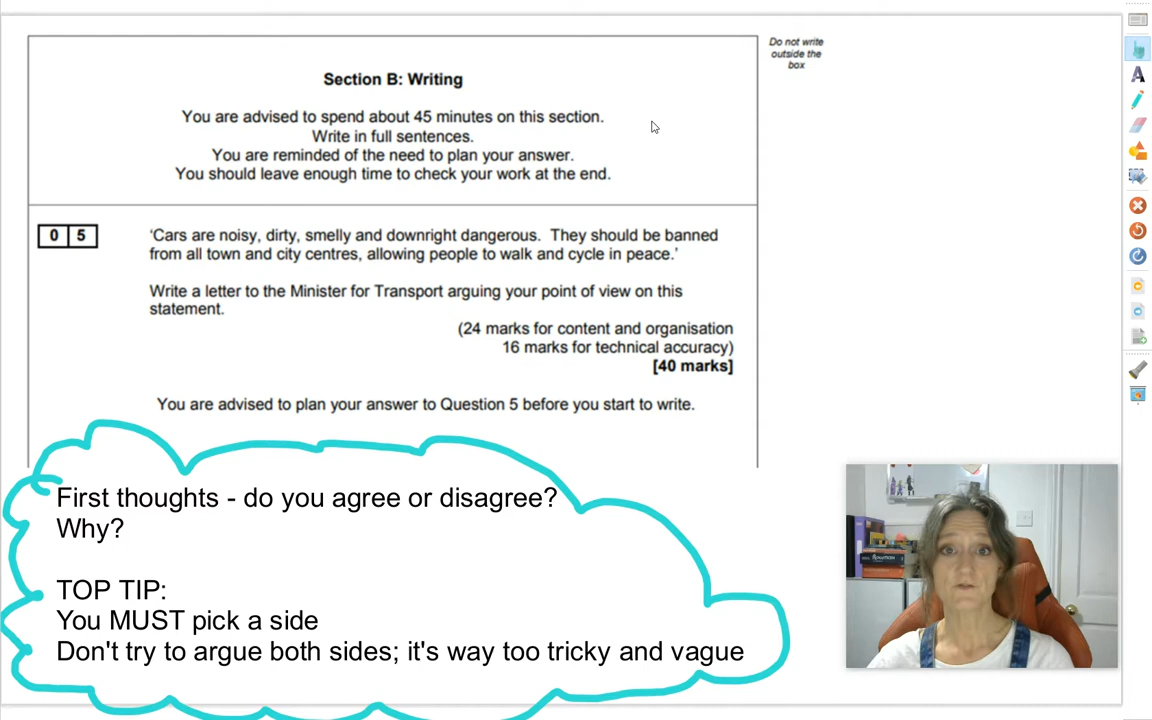 Do not write
outside the
box
Section B: Writing
You are advised to spend about 45 minutes on this section.
Write in full sentences.
You are reminded of the need to plan your answer.
You should leave enough time to check your work at the end.
0 5
‘Cars are noisy, dirty, smelly and downright dangerous. They should be banned
from all town and city centres, allowing people to walk and cycle in peace.’
Write a letter to the Minister for Transport arguing your point of view on this
statement.
(24 marks for content and organisation
16 marks for technical accuracy)
[40 marks]
You are advised to plan your answer to Question 5 before you start to write.
First thoughts - do you agree or disagree?
Why?
TOP TIP:
You MUST pick a side
Don't try to argue both sides; it's way too tricky and vague